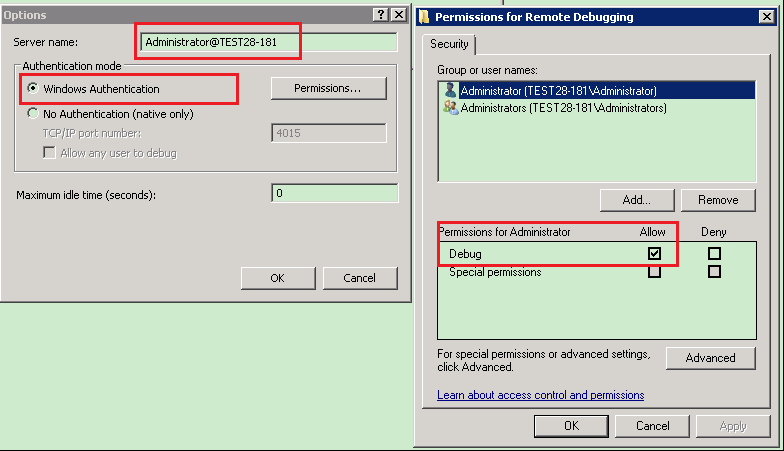 Options
Server name:
Administrator@TEST28-181
Authentication mode
Windows Authentication
Permissions...
No Authentication (native only)
TCP/IP port number:
4015
Allow any user to debug
Maximum idle time (seconds):
0
OK
Cancel
Permissions for Remote Debugging
Security
Group or user names:
Administrator (TEST28-181\Administrator)
Administrators (TEST28-181\Administrators)
Add...
Remove
Permissions for Administrator
Allow
Deny
Debug
Special permissions
For special permissions or advanced settings,
click Advanced.
Advanced
Learn about access control and permissions
OK
Cancel
Apply